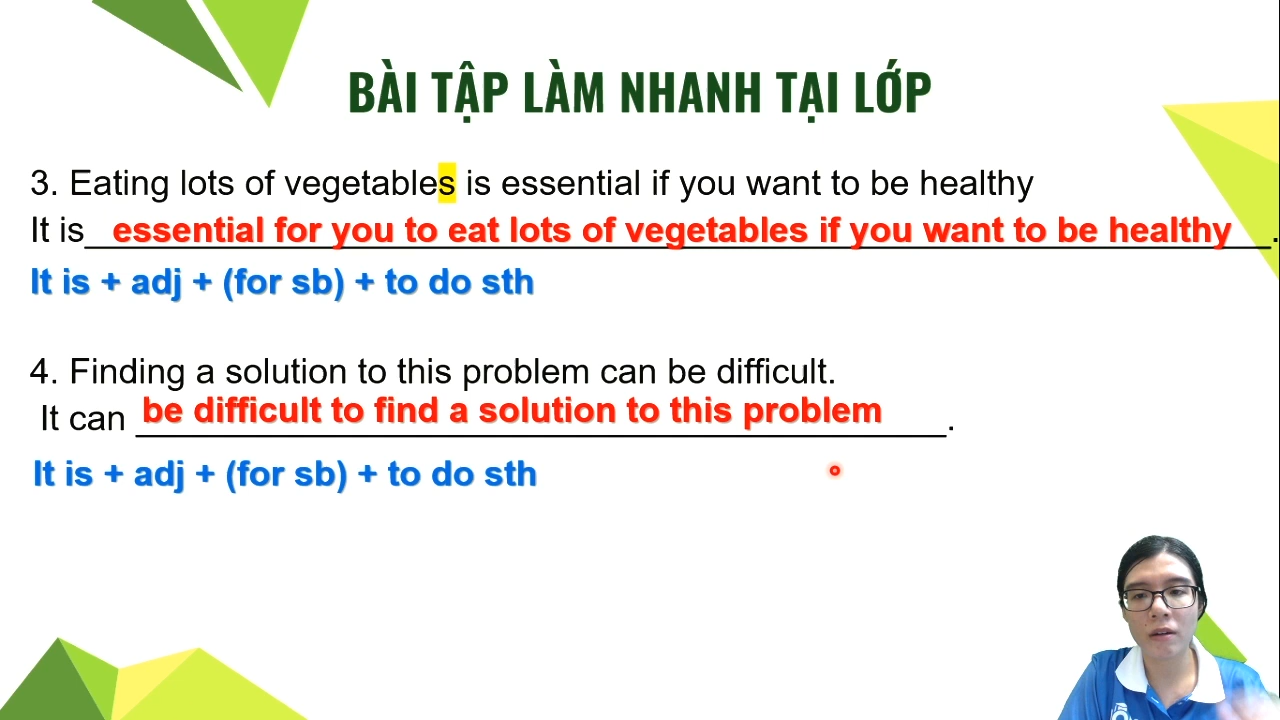 BÀI TẬP LÀM NHANH TẠI LỚP
3. Eating lots of vegetables is essential if you want to be healthy
It is essential for you to eat lots of vegetables if you want to be healthy.
It is + adj + (for sb) + to do sth
4. Finding a solution to this problem can be difficult.
It can be difficult to find a solution to this problem.
It is + adj + (for sb) + to do sth